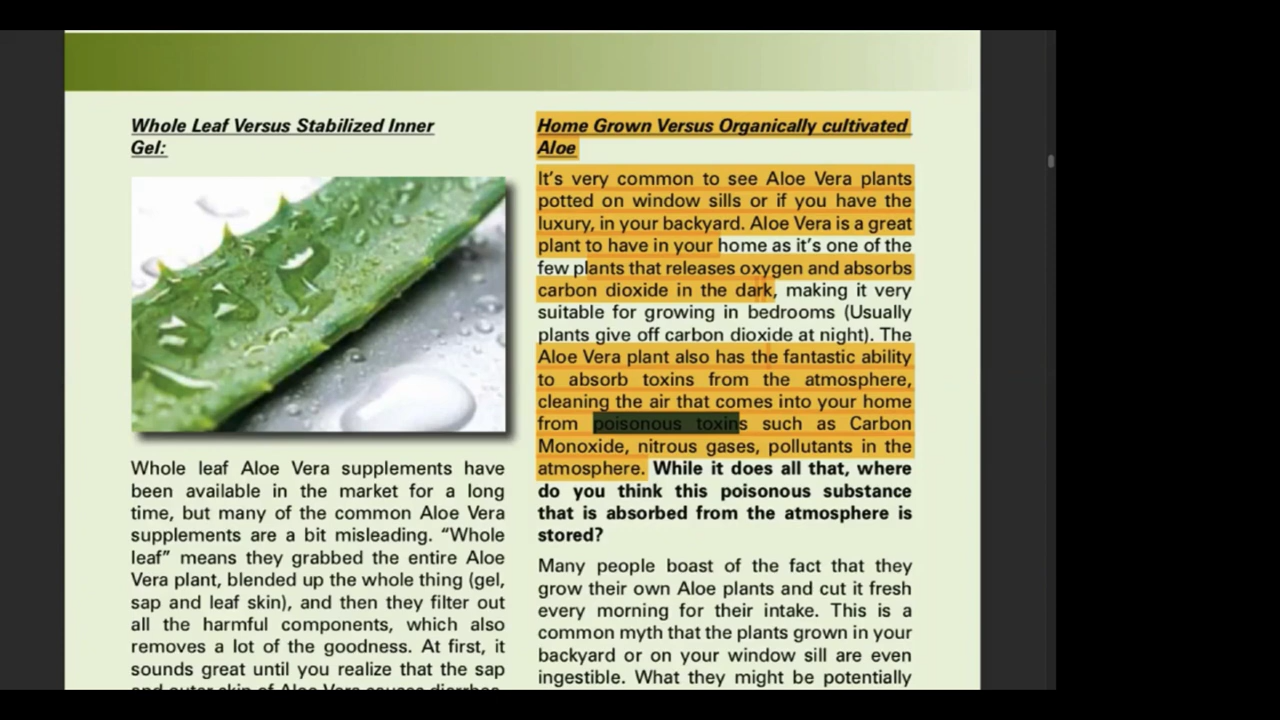 Whole Leaf Versus Stabilized Inner
Gel:
Whole leaf Aloe Vera supplements have
been available in the market for a long
time, but many of the common Aloe Vera
supplements are a bit misleading. “Whole
leaf” means they grabbed the entire Aloe
Vera plant, blended up the whole thing (gel,
sap and leaf skin), and then they filter out
all the harmful components, which also
removes a lot of the goodness. At first, it
sounds great until you realize that the sap
and outer skin of Aloe Vera causes diarrhea,
Home Grown Versus Organically cultivated
Aloe
It’s very common to see Aloe Vera plants
potted on window sills or if you have the
luxury, in your backyard. Aloe Vera is a great
plant to have in your home as it’s one of the
few plants that releases oxygen and absorbs
carbon dioxide in the dark, making it very
suitable for growing in bedrooms (Usually
plants give off carbon dioxide at night). The
Aloe Vera plant also has the fantastic ability
to absorb toxins from the atmosphere,
cleaning the air that comes into your home
from poisonous toxins such as Carbon
Monoxide, nitrous gases, pollutants in the
atmosphere. While it does all that, where
do you think this poisonous substance
that is absorbed from the atmosphere is
stored?
Many people boast of the fact that they
grow their own Aloe plants and cut it fresh
every morning for their intake. This is a
common myth that the plants grown in your
backyard or on your window sill are even
ingestible. What they might be potentially